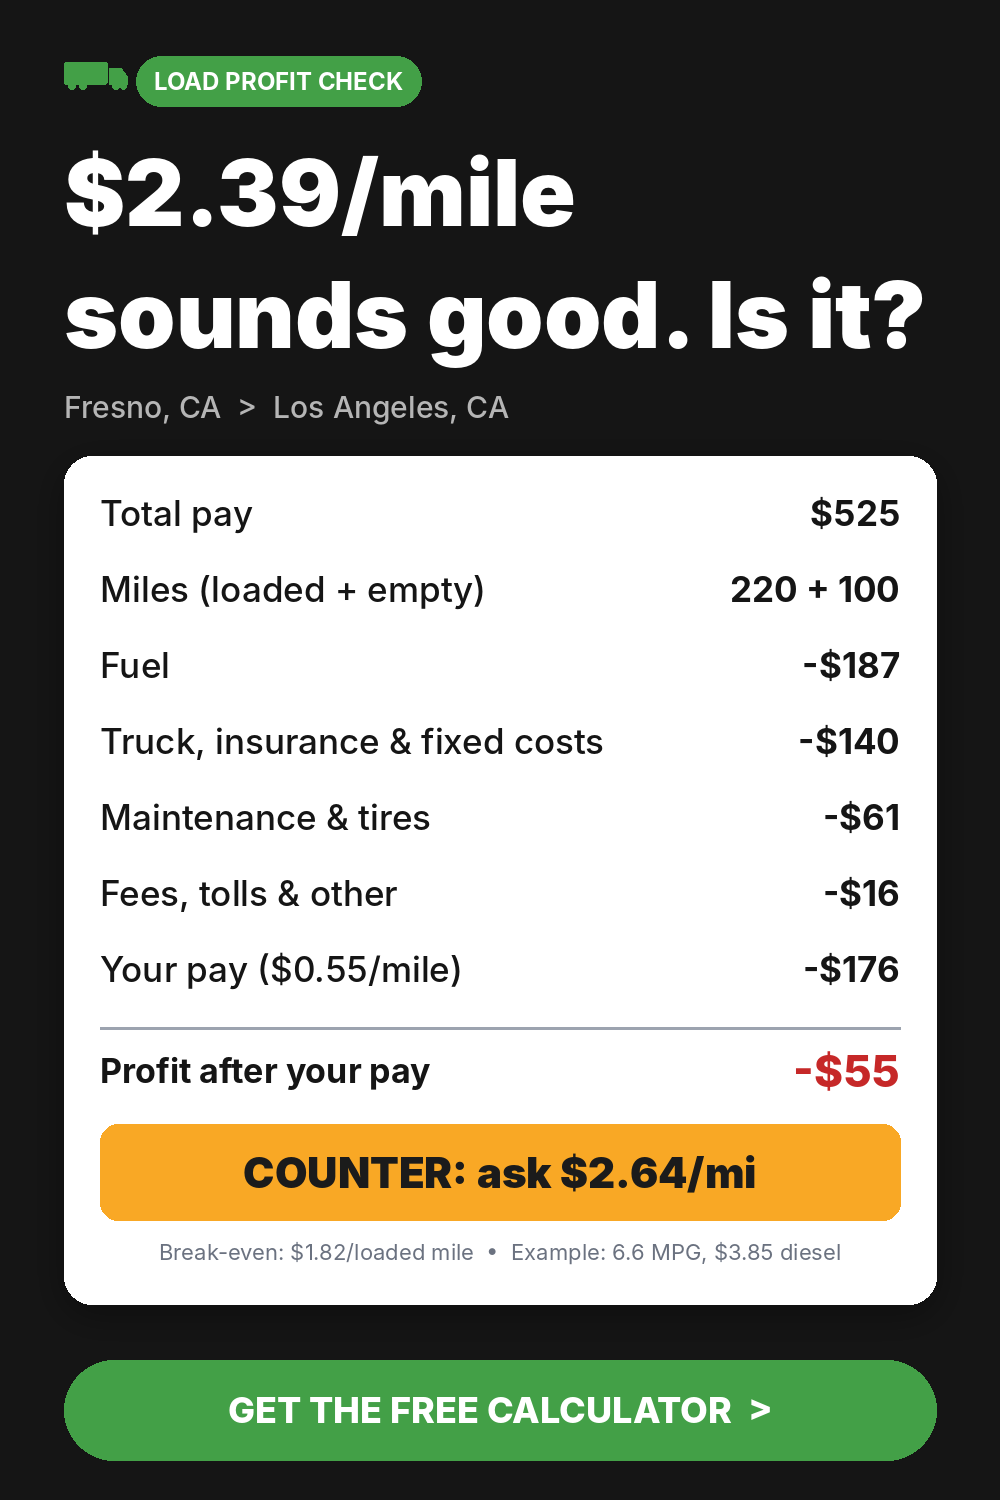 LOAD PROFIT CHECK
$2.39/mile
sounds good. Is it?
Fresno, CA > Los Angeles, CA
Total pay $525
Miles (loaded + empty) 220 + 100
Fuel -$187
Truck, insurance & fixed costs -$140
Maintenance & tires -$61
Fees, tolls & other -$16
Your pay ($0.55/mile) -$176
Profit after your pay -$55
COUNTER: ask $2.64/mi
Break-even: $1.82/loaded mile • Example: 6.6 MPG, $3.85 diesel
GET THE FREE CALCULATOR >